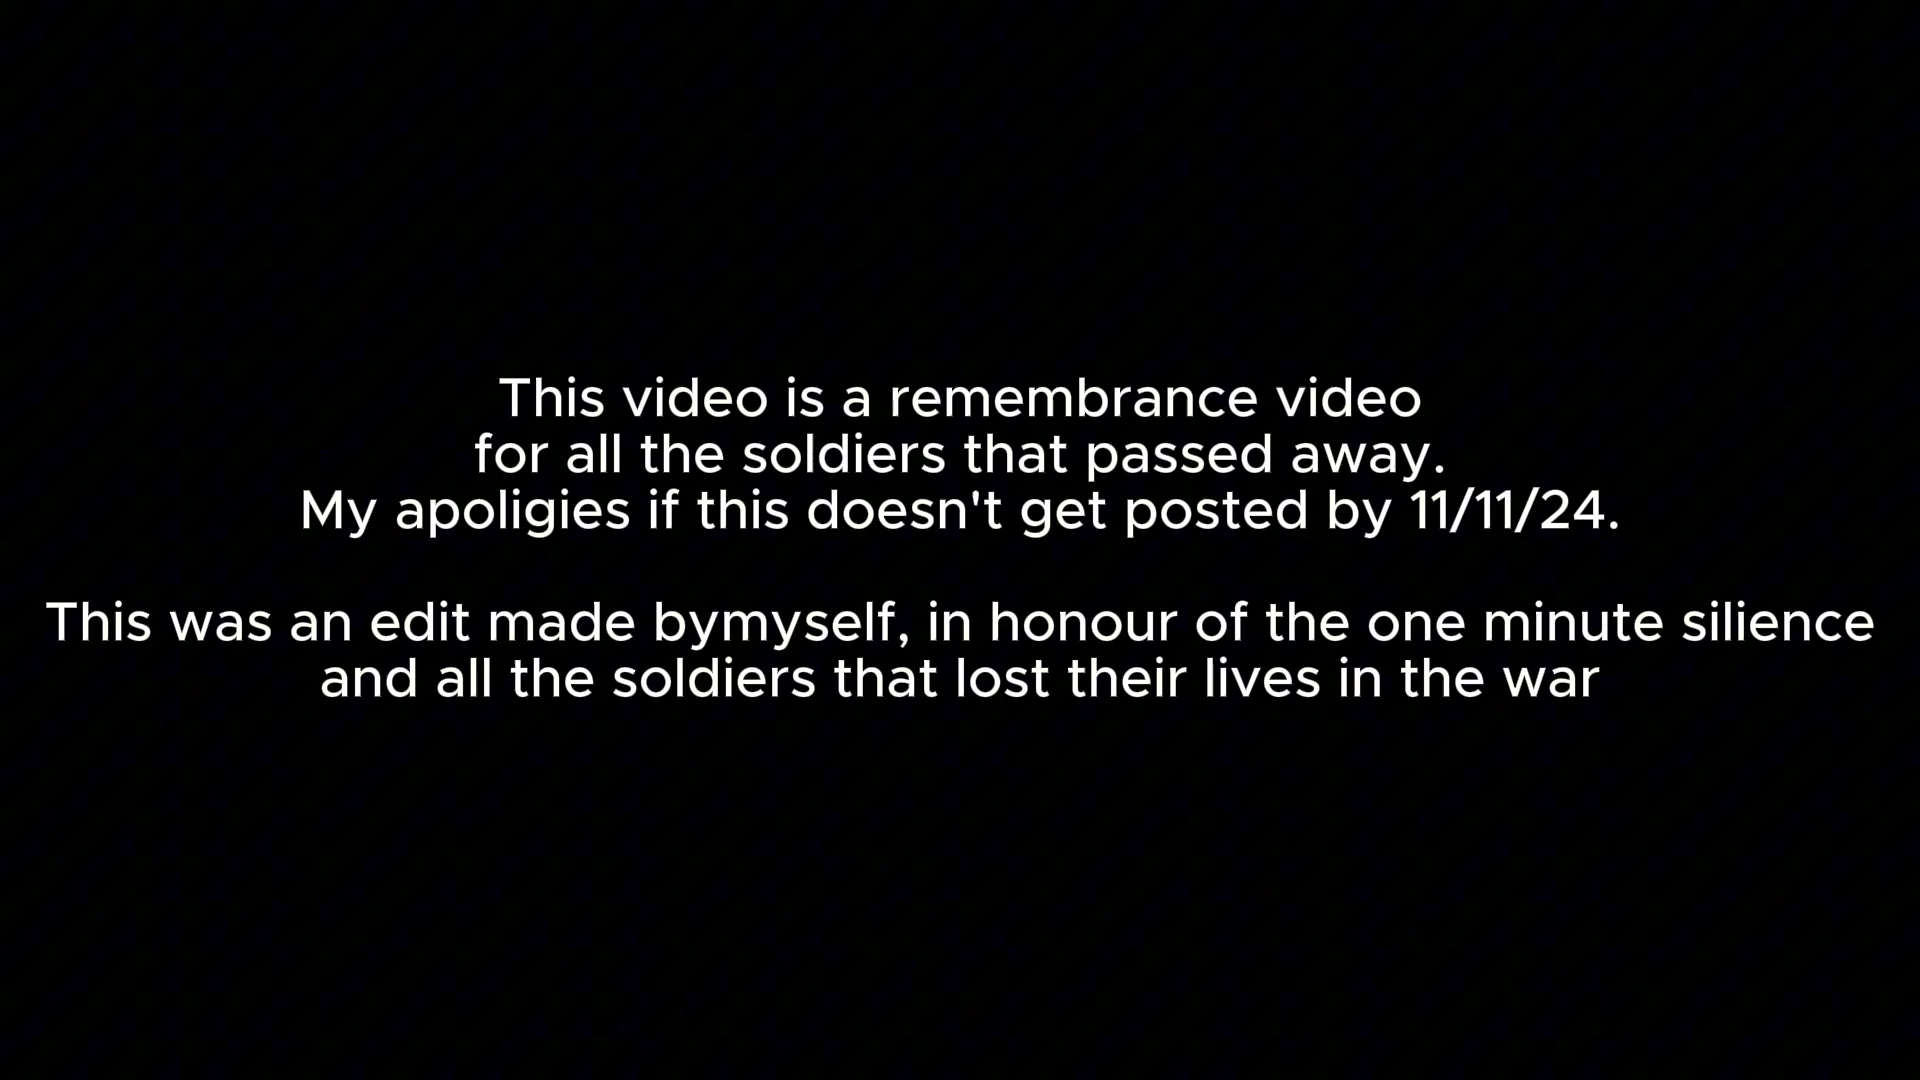 This video is a remembrance video
for all the soldiers that passed away.
My apoligies if this doesn't get posted by 11/11/24.
This was an edit made bymyself, in honour of the one minute silience
and all the soldiers that lost their lives in the war